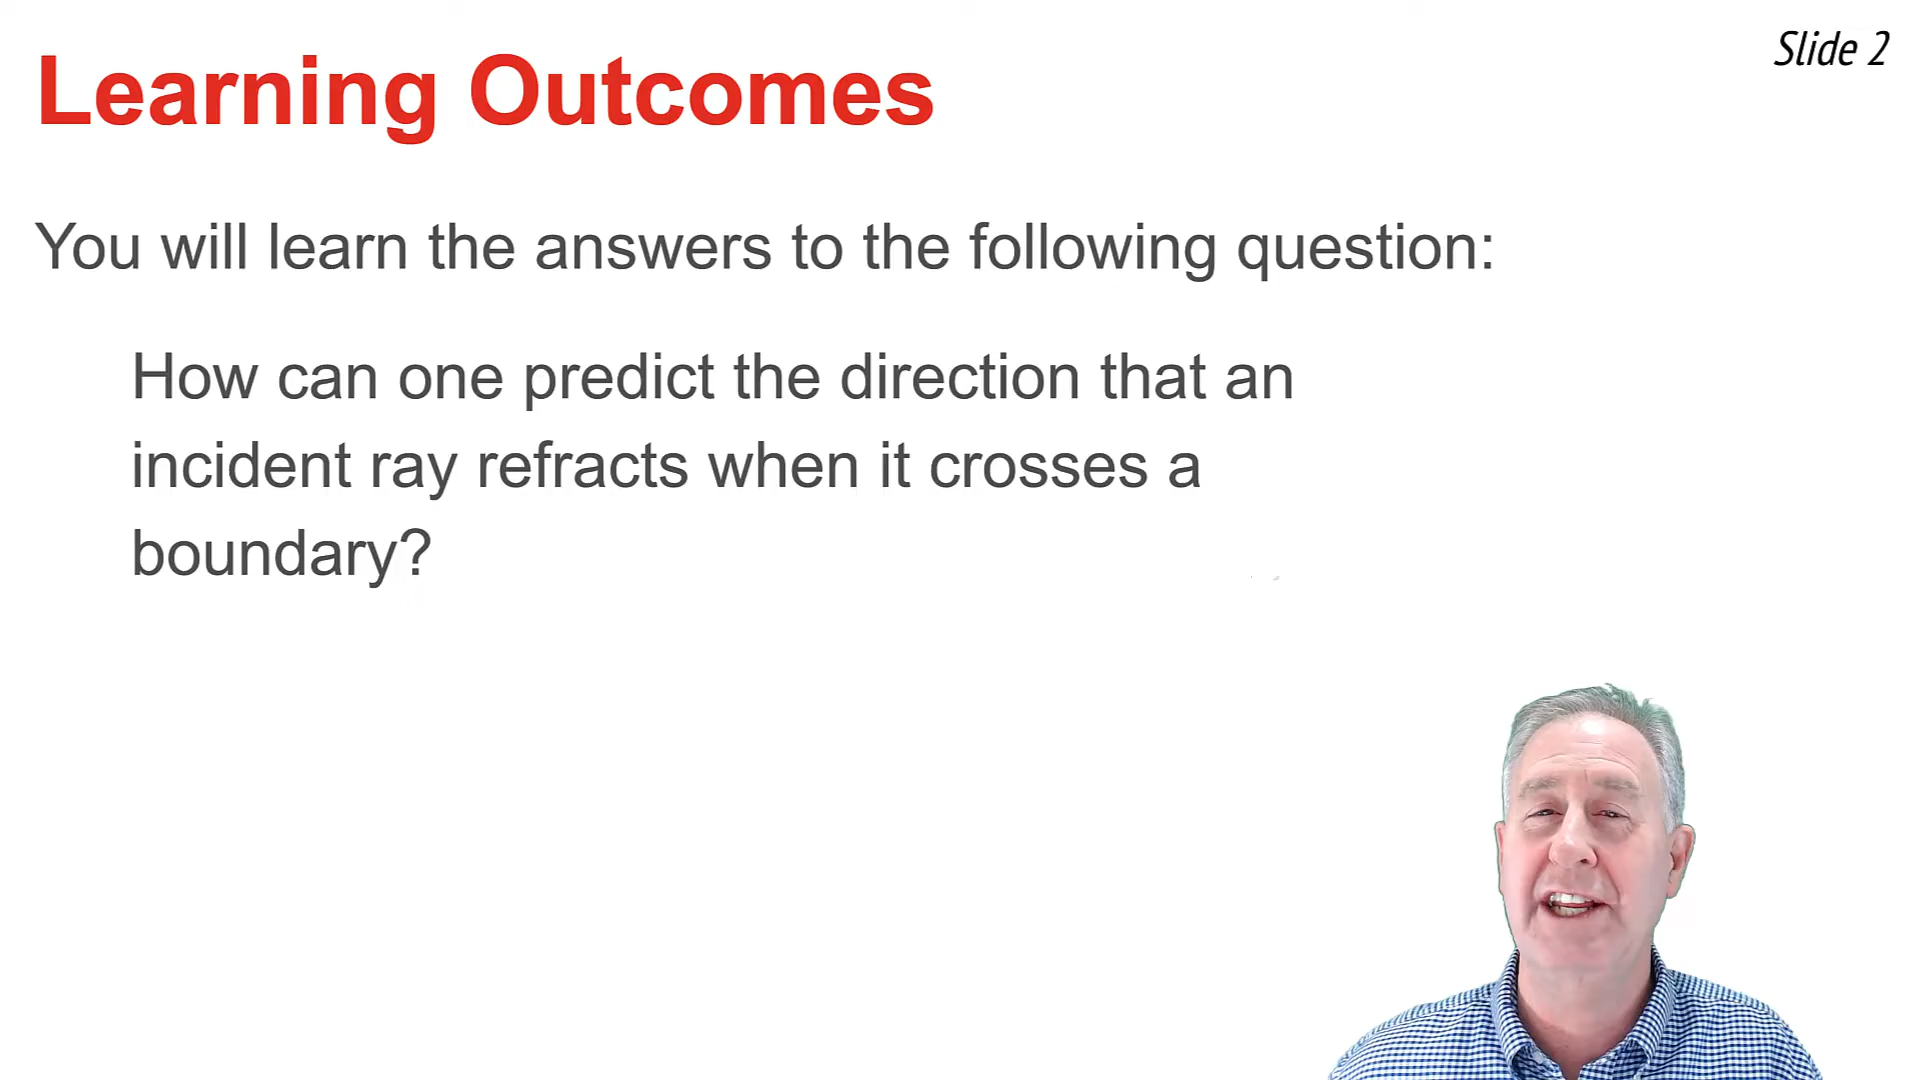 Slide 2
Learning Outcomes
You will learn the answers to the following question:
How can one predict the direction that an
incident ray refracts when it crosses a
boundary?